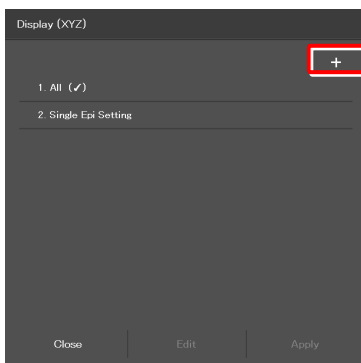 Display (XYZ)
+
1. All (✓)
2. Single Epi Setting
Close Edit Apply